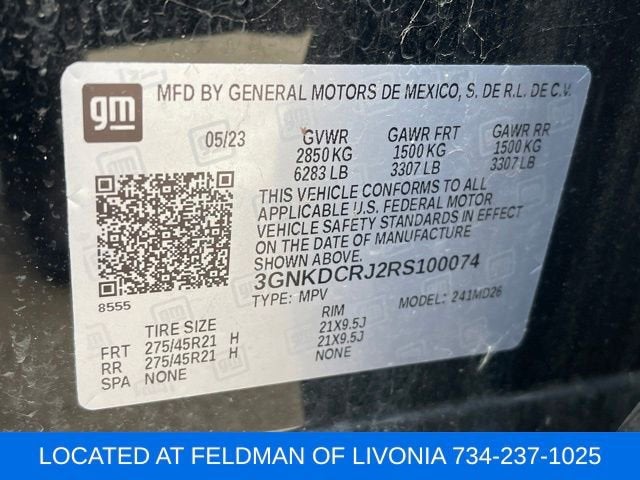 gm
MFD BY GENERAL MOTORS DE MEXICO, S. DE R.L. DE C.V.
05/23 GVWR GAWR FRT GAWR RR
2850 KG 1500 KG 1500 KG
6283 LB 3307 LB 3307 LB
THIS VEHICLE CONFORMS TO ALL
APPLICABLE U.S. FEDERAL MOTOR
VEHICLE SAFETY STANDARDS IN EFFECT
ON THE DATE OF MANUFACTURE
SHOWN ABOVE.
3GNKDCRJ2RS100074
TYPE: MPV MODEL: 241MD26
8555
TIRE SIZE RIM
FRT 275/45R21 H 21X9.5J
RR 275/45R21 H 21X9.5J
SPA NONE NONE
LOCATED AT FELDMAN OF LIVONIA 734-237-1025